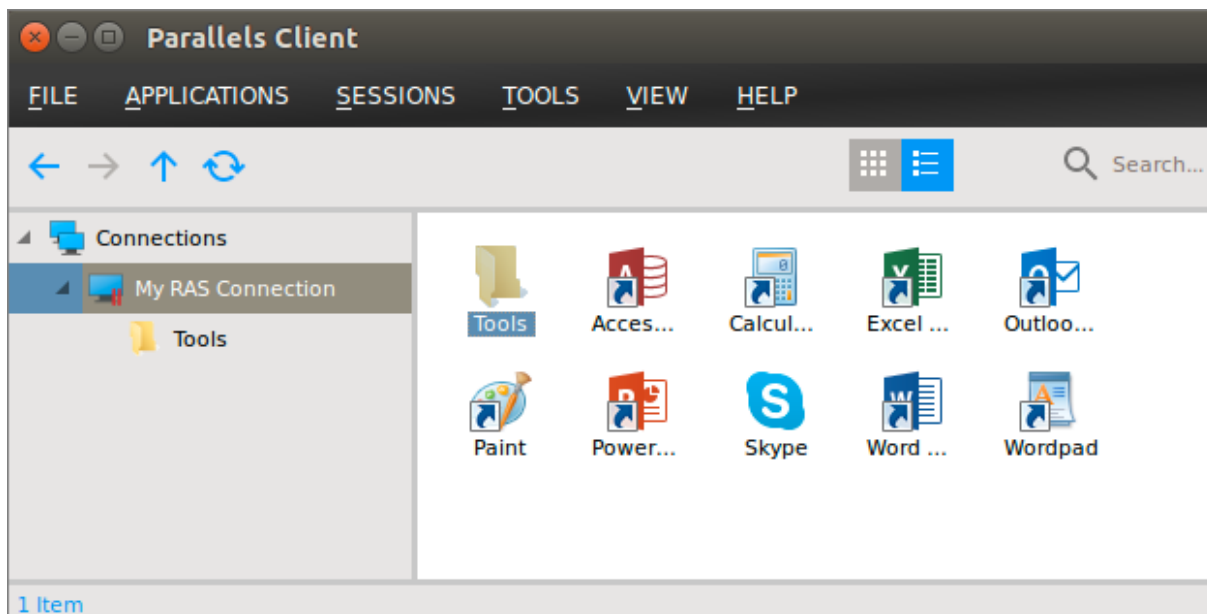 Parallels Client
FILE APPLICATIONS SESSIONS TOOLS VIEW HELP
Search...
Connections
My RAS Connection
Tools
Tools Acces... Calcul... Excel ... Outloo...
Paint Power... Skype Word ... Wordpad
1 Item